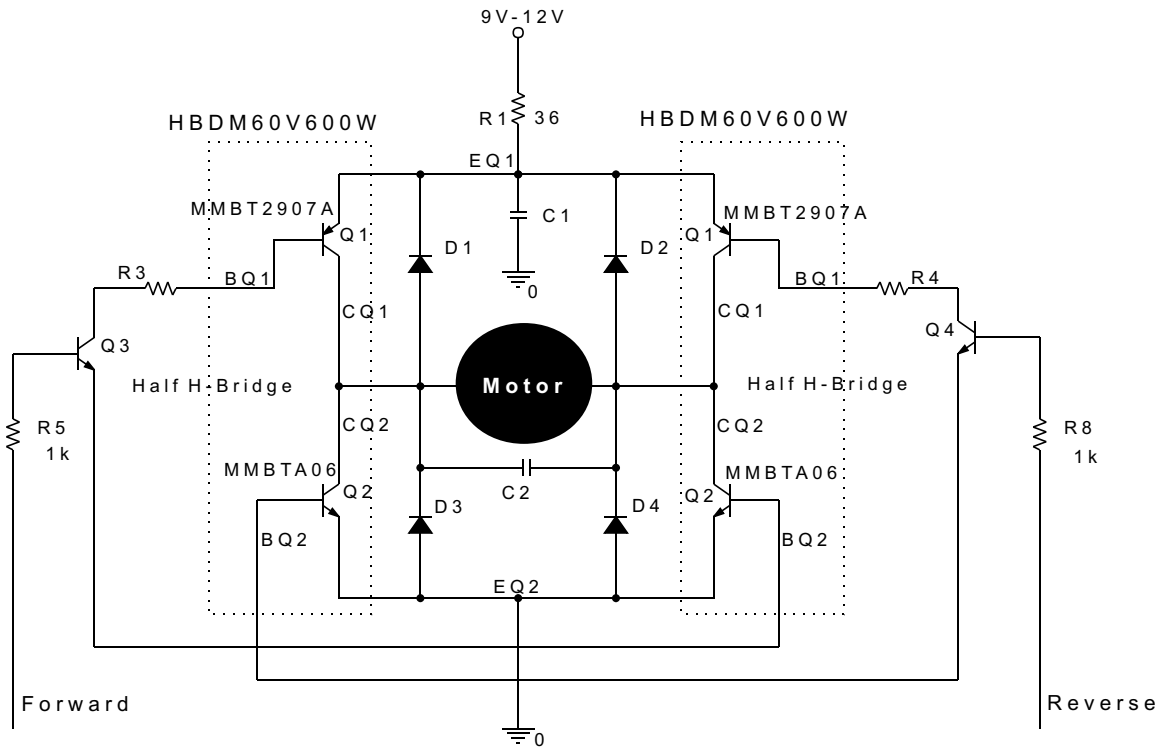 9V-12V
R1 36
HBDM60V600W
HBDM60V600W
EQ1
MMBT2907A
C1
MMBT2907A
Q1
D1
D2
Q1
R3
BQ1
0
BQ1
R4
CQ1
CQ1
Q3
Q4
Half H-Bridge
Motor
Half H-Bridge
R5
1k
CQ2
CQ2
R8
1k
MMBTA06
C2
MMBTA06
Q2
D3
D4
Q2
BQ2
BQ2
EQ2
Forward
Reverse
0